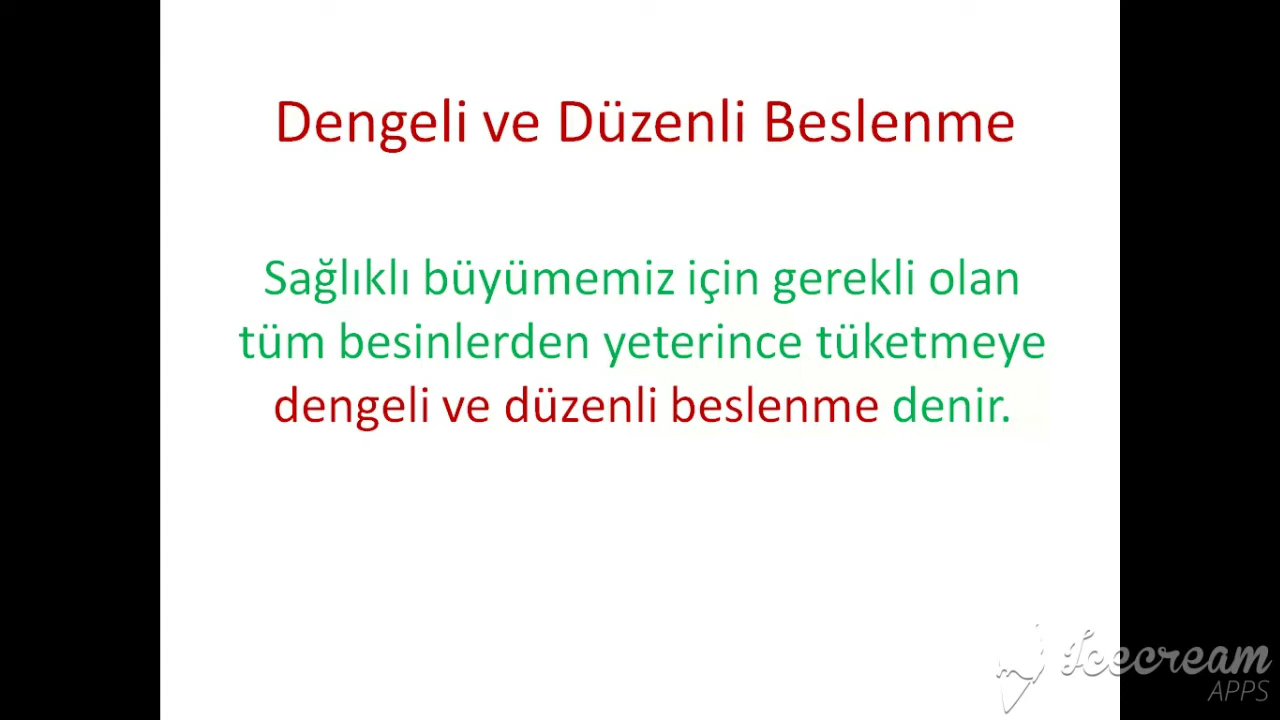 Dengeli ve Düzenli Beslenme
Sağlıklı büyümemiz için gerekli olan
tüm besinlerden yeterince tüketmeye
dengeli ve düzenli beslenme denir.
Icecream
APPS